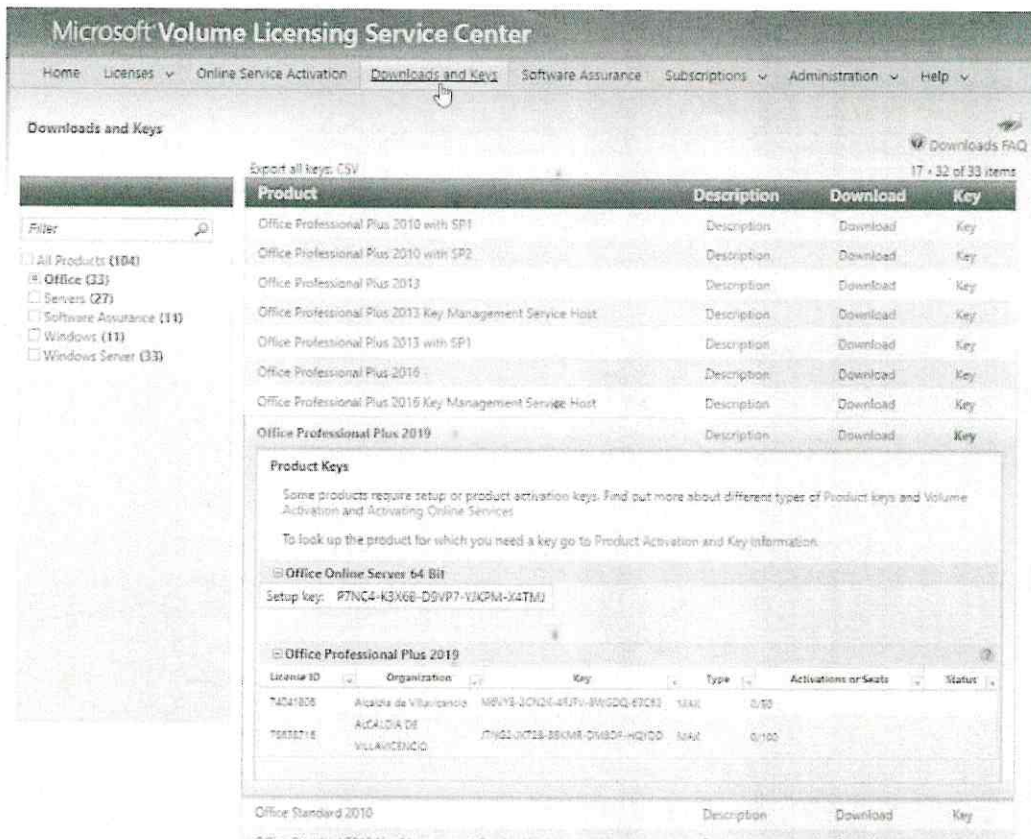 Microsoft Volume Licensing Service Center
Home Licenses Online Service Activation Downloads and Keys Software Assurance Subscriptions Administration Help
Downloads and Keys
Downloads FAQ
Export all keys: CSV
17 - 32 of 33 items
Product Description Download Key
Filter
All Products (104)
Office (33)
Servers (27)
Software Assurance (11)
Windows (11)
Windows Server (33)
Office Professional Plus 2010 with SP1 Description Download Key
Office Professional Plus 2010 with SP2 Description Download Key
Office Professional Plus 2013 Description Download Key
Office Professional Plus 2013 Key Management Service Host Description Download Key
Office Professional Plus 2013 with SP1 Description Download Key
Office Professional Plus 2016 Description Download Key
Office Professional Plus 2016 Key Management Service Host Description Download Key
Office Professional Plus 2019 Description Download Key
Product Keys
Some products require setup or product activation keys. Find out more about different types of Product keys and Volume
Activation and Activating Online Services
To look up the product for which you need a key go to Product Activation and Key Information.
Office Online Server 64 Bit
Setup key:
Office Professional Plus 2019
License ID Organization Key Type Activations or Seats Status
Alcaldia de Villavicencio MAK 0/50
ALCALDIA DE
VILLAVICENCIO
MAK 0/100
Office Standard 2010 Description Download Key